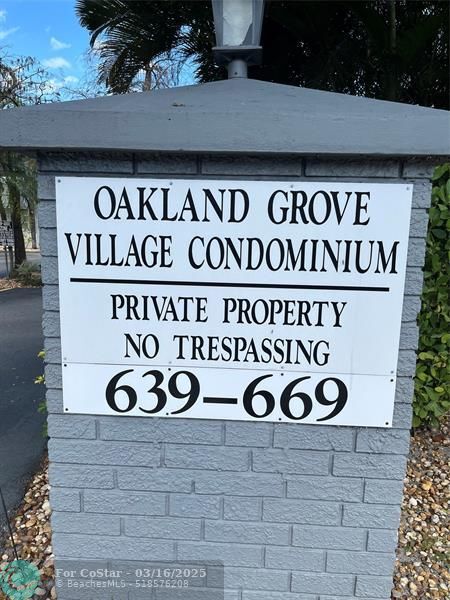 OAKLAND GROVE
VILLAGE CONDOMINIUM
PRIVATE PROPERTY
NO TRESPASSING
639-669
For CoStar - 03/16/2025
©BeachesMLS - 518576208